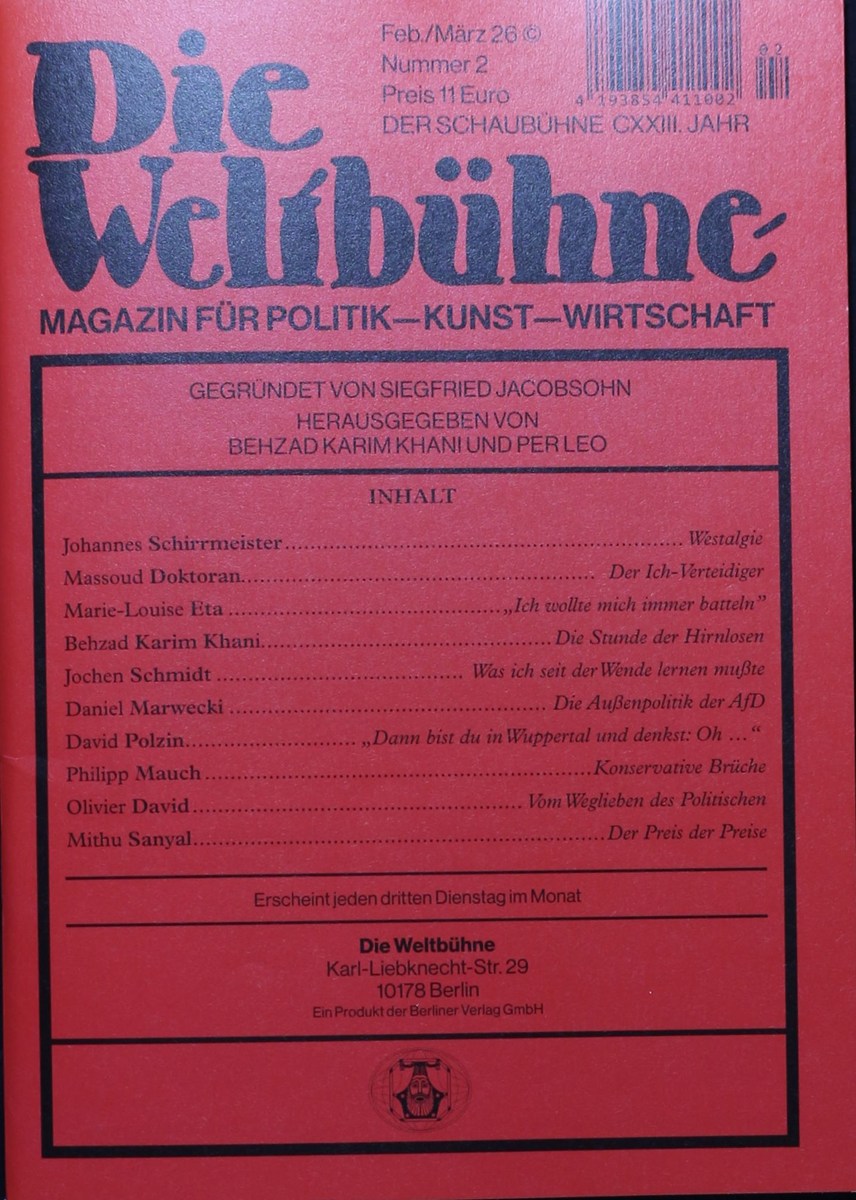 Die
Weltbühne
Feb./März 26 ©
Nummer 2
Preis 11 Euro
DER SCHAUBÜHNE CXXIII. JAHR
4 193854 411002
02
MAGAZIN FÜR POLITIK—KUNST—WIRTSCHAFT
GEGRÜNDET VON SIEGFRIED JACOBSOHN
HERAUSGEGEBEN VON
BEHZAD KARIM KHANI UND PER LEO
INHALT
Johannes Schirrmeister.......................................................... Westalgie
Massoud Doktoran..................................................... Der Ich-Verteidiger
Marie-Louise Eta ........................................„Ich wollte mich immer batteln”
Behzad Karim Khani...........................................Die Stunde der Hirnlosen
Jochen Schmidt ..................................... Was ich seit der Wende lernen mußte
Daniel Marwecki ............................................... Die Außenpolitik der AfD
David Polzin......................... „Dann bist du in Wuppertal und denkst: Oh ...“
Philipp Mauch.........................................................Konservative Brüche
Olivier David.................................................. Vom Weglieben des Politischen
Mithu Sanyal............................................................Der Preis der Preise
Erscheint jeden dritten Dienstag im Monat
Die Weltbühne
Karl-Liebknecht-Str. 29
10178 Berlin
Ein Produkt der Berliner Verlag GmbH